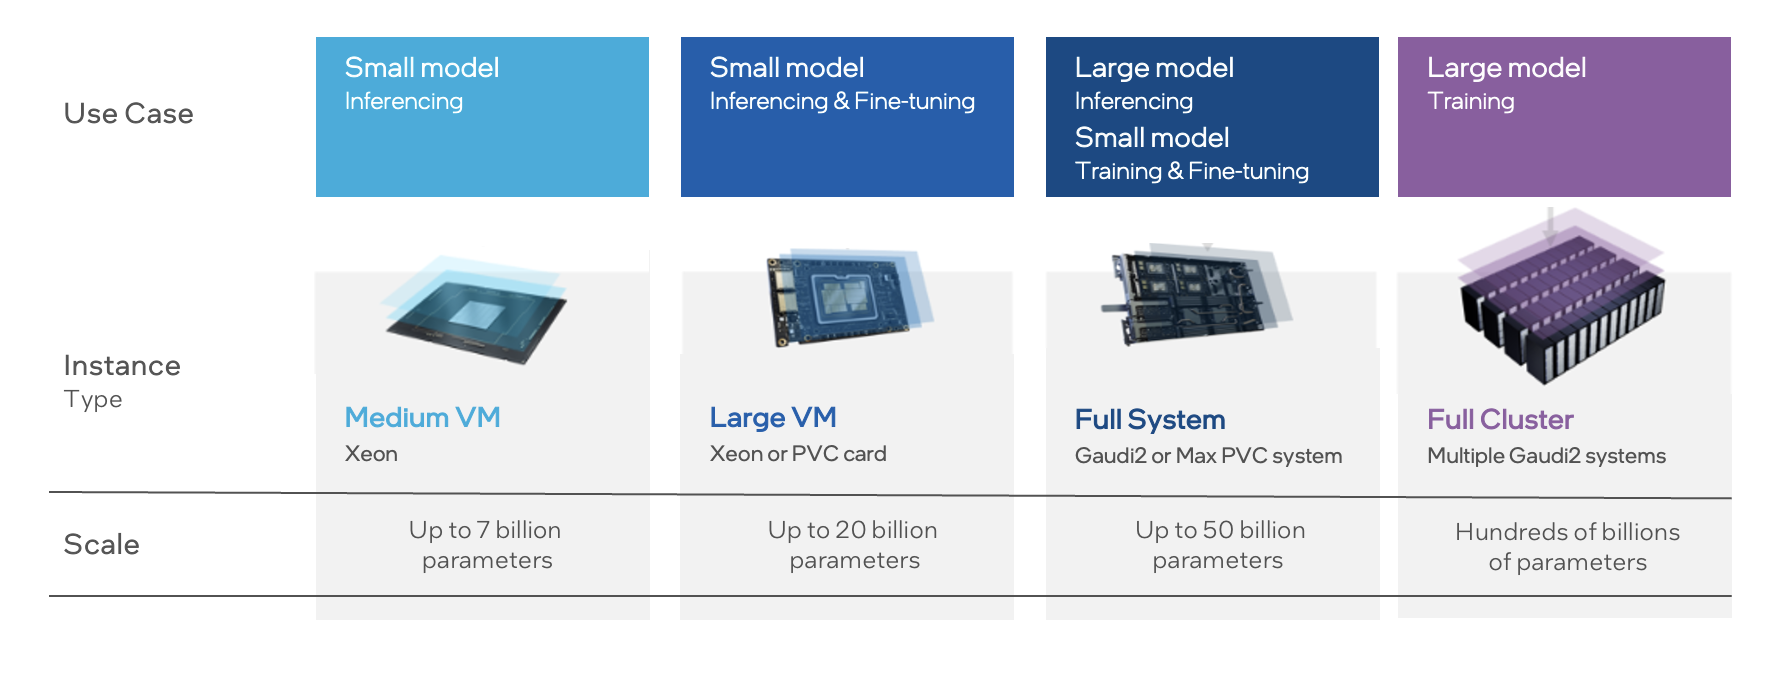 Use Case
Small model
Inferencing
Small model
Inferencing & Fine-tuning
Large model
Inferencing
Small model
Training & Fine-tuning
Large model
Training
Instance
Type
Medium VM
Xeon
Large VM
Xeon or PVC card
Full System
Gaudi2 or Max PVC system
Full Cluster
Multiple Gaudi2 systems
Scale
Up to 7 billion
parameters
Up to 20 billion
parameters
Up to 50 billion
parameters
Hundreds of billions
of parameters